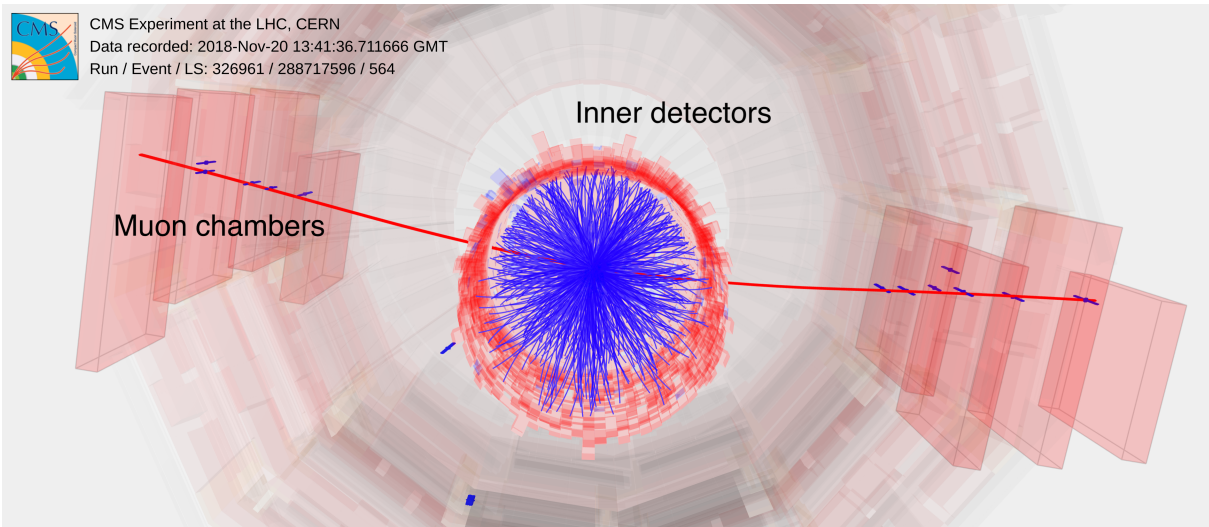 CMS
CMS Experiment at the LHC, CERN
Data recorded: 2018-Nov-20 13:41:36.711666 GMT
Run / Event / LS: 326961 / 288717596 / 564
Inner detectors
Muon chambers